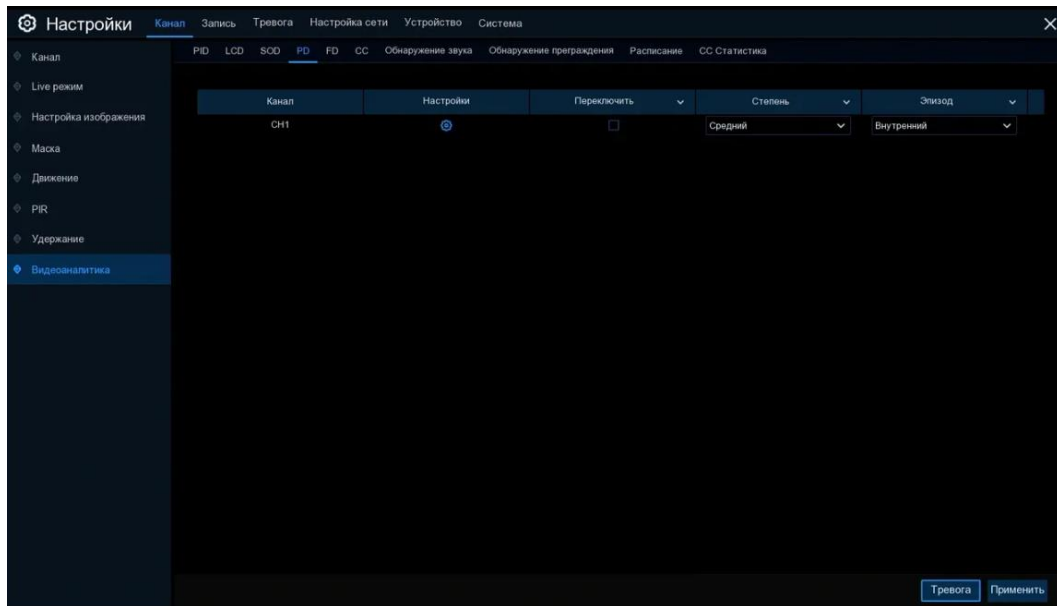 Настройки Канал Запись Тревога Настройка сети Устройство Система
PID LCD SOD PD FD CC Обнаружение звука Обнаружение преграждения Расписание СС Статистика
Канал
Live режим
Настройка изображения
Маска
Движение
PIR
Удержание
Видеоаналитика
Канал Настройки Переключить Степень Эпизод
CH1 Средний Внутренний
Тревога Применить